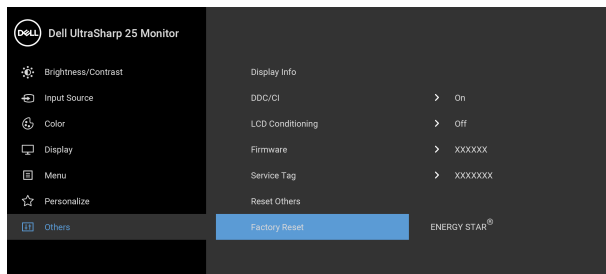 DELL Dell UltraSharp 25 Monitor
Brightness/Contrast Display Info
Input Source DDC/CI On
Color LCD Conditioning Off
Display Firmware XXXXXX
Menu Service Tag XXXXXXX
Personalize Reset Others
Others Factory Reset ENERGY STAR®